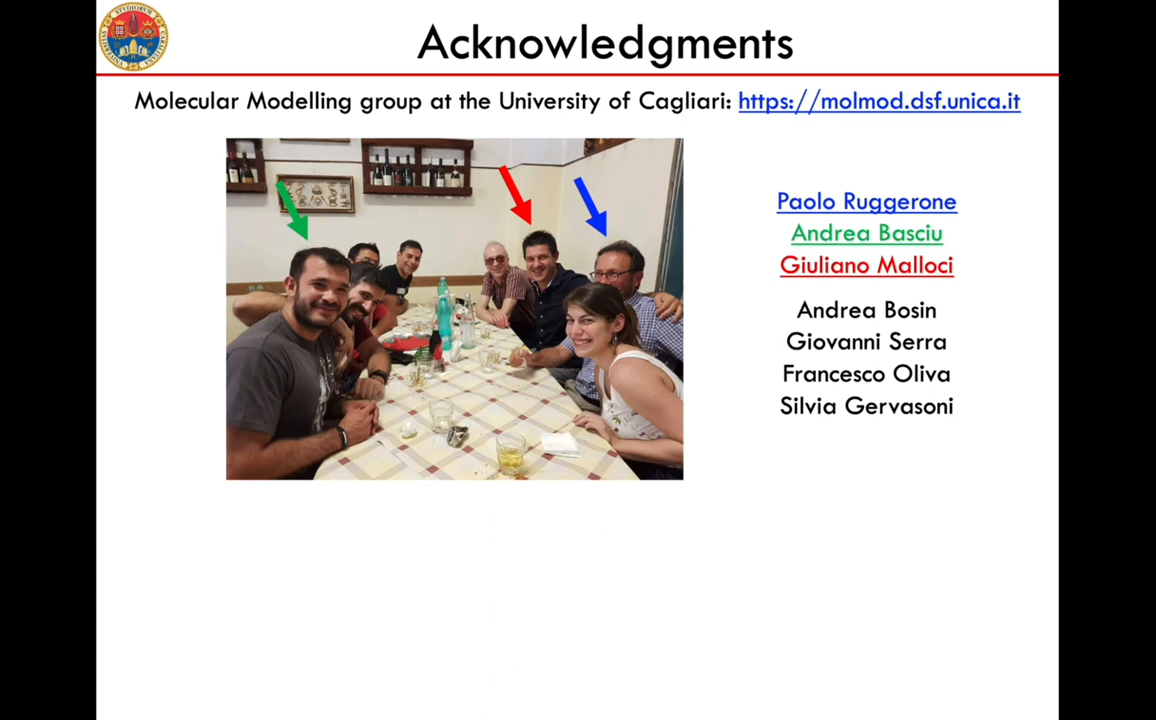 Acknowledgments
Molecular Modelling group at the University of Cagliari: https://molmod.dsf.unica.it
Paolo Ruggerone
Andrea Basciu
Giuliano Malloci
Andrea Bosin
Giovanni Serra
Francesco Oliva
Silvia Gervasoni